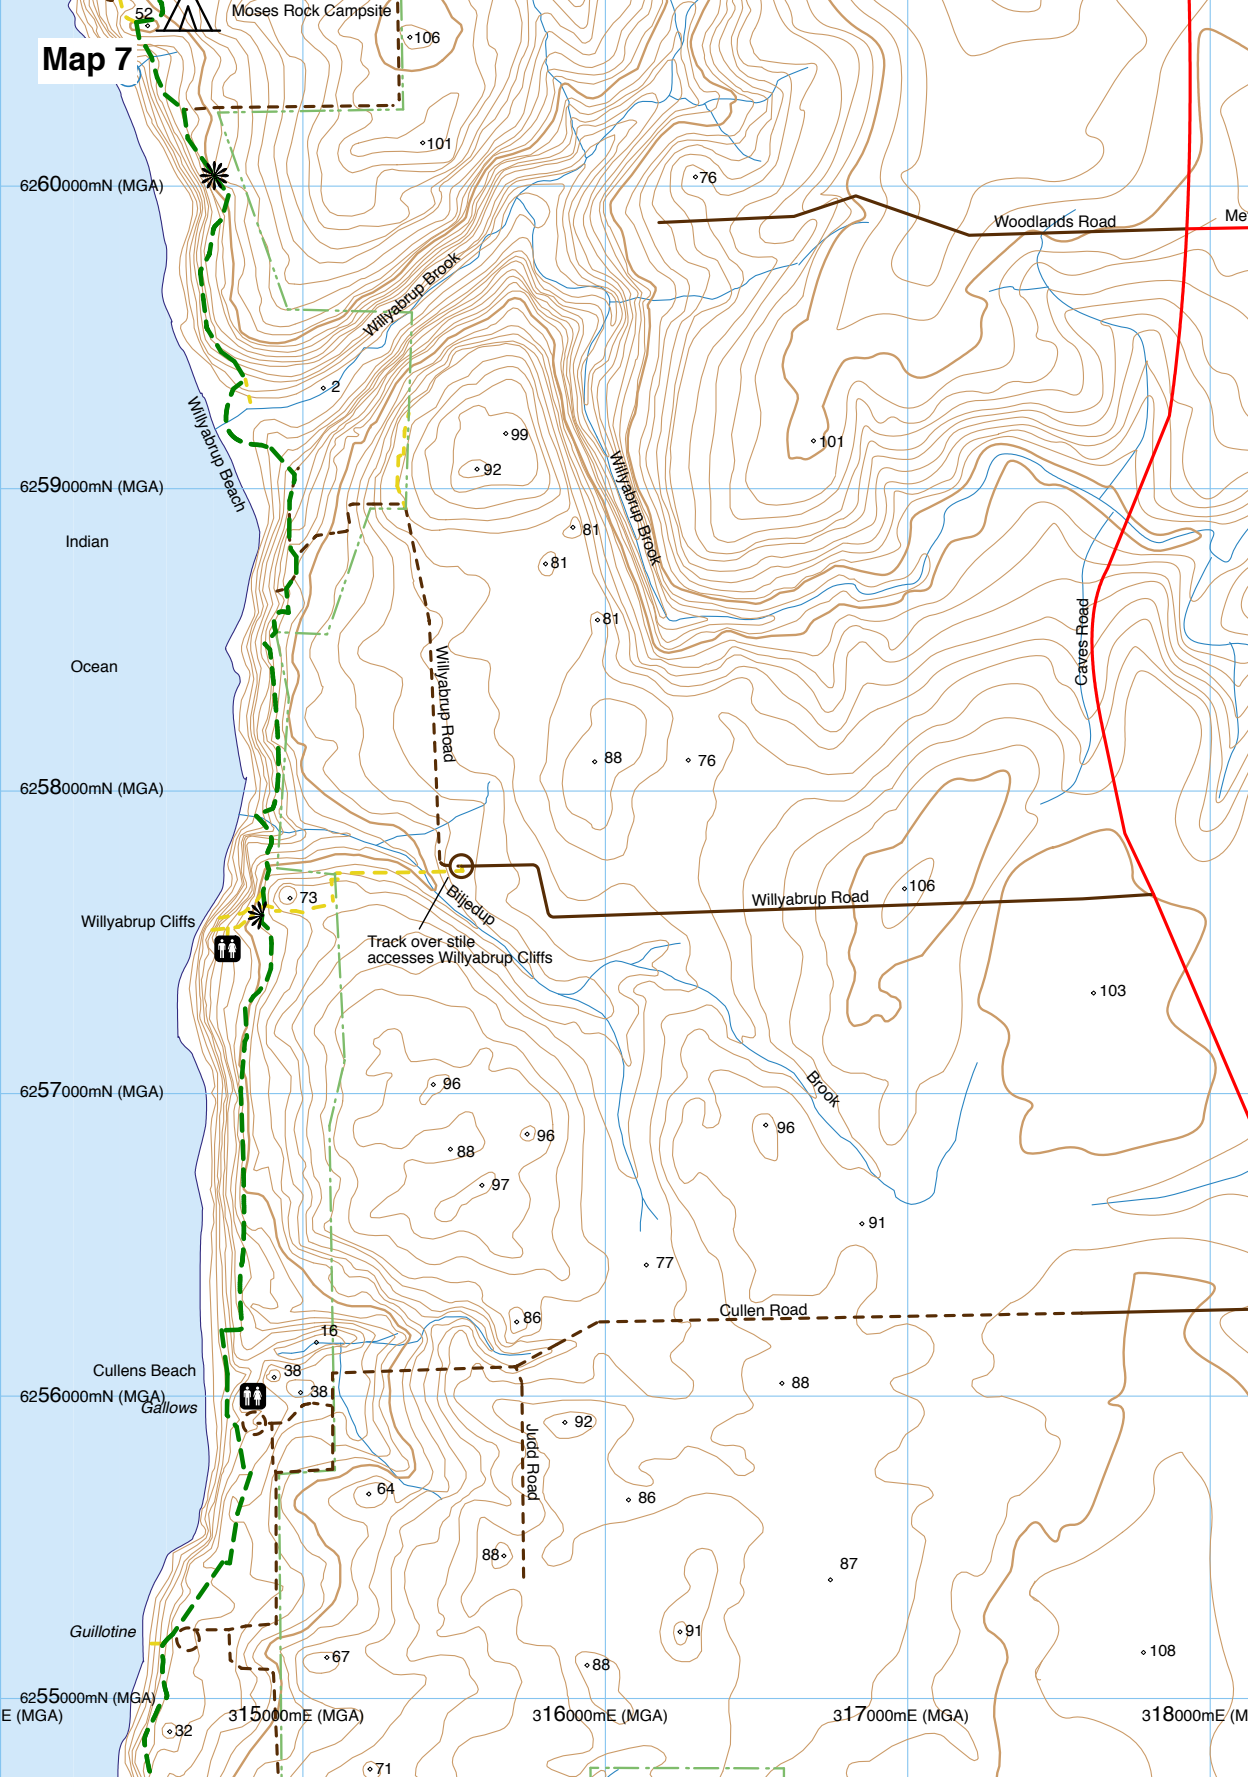 Moses Rock Campsite
52
106
Map 7
101
6260000mN (MGA)
76
Woodlands Road
Me
Willyabrup Brook
2
Willyabrup Beach
99
101
92
6259000mN (MGA)
Willyabrup Brook
81
Indian
81
81
Caves Road
Ocean
Willyabrup Road
88
76
6258000mN (MGA)
106
73
Willyabrup Road
Biljedup
Willyabrup Cliffs
Track over stile
accesses Willyabrup Cliffs
103
96
6257000mN (MGA)
Brook
96
96
88
97
91
77
Cullen Road
86
16
Cullens Beach
38
38
88
6256000mN (MGA)
Gallows
92
Judd Road
64
86
88
87
Guillotine
91
108
67
88
6255000mN (MGA)
E (MGA)
315000mE (MGA)
316000mE (MGA)
317000mE (MGA)
318000mE (M
32
71